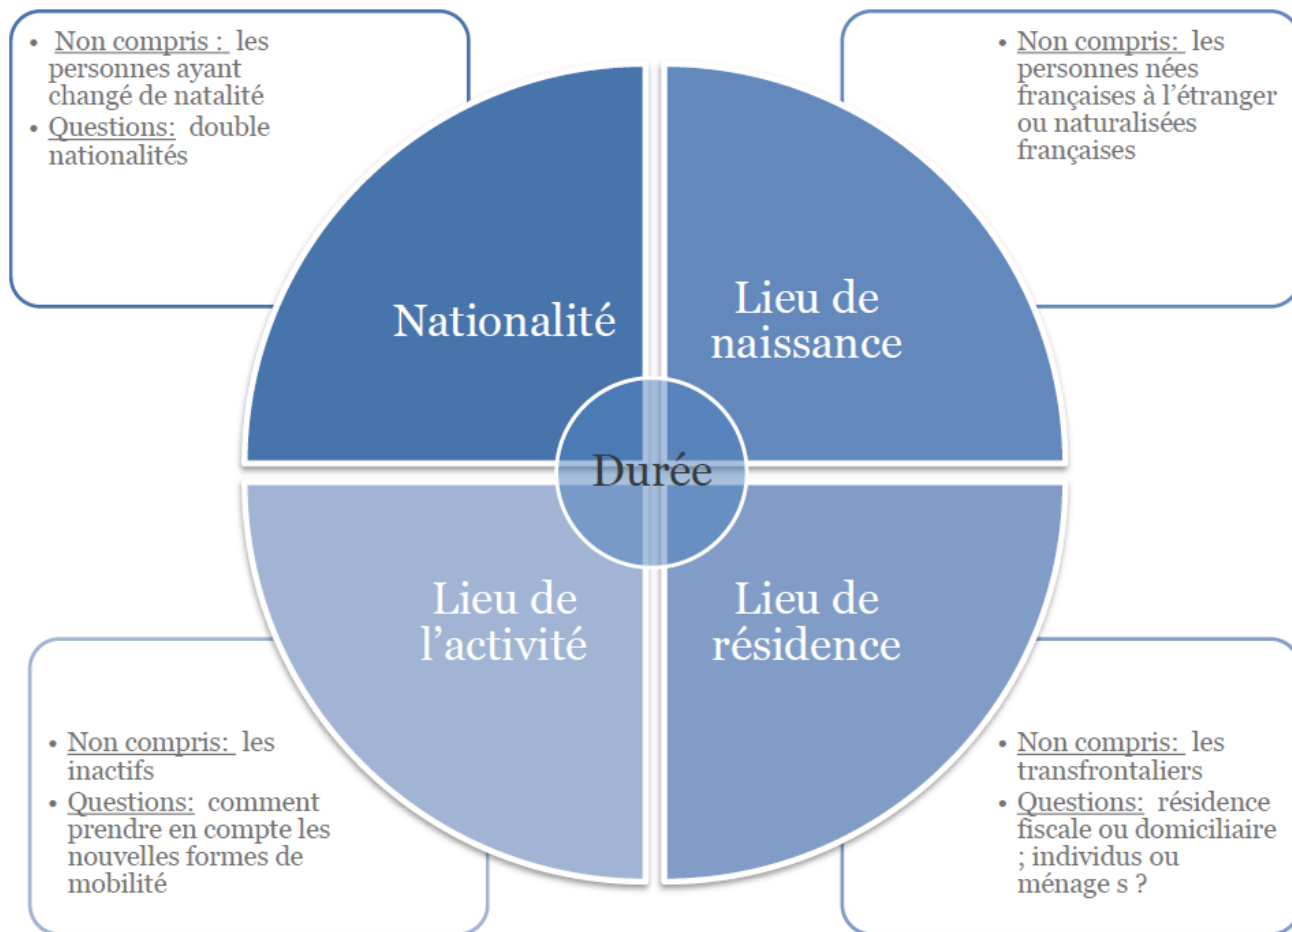 • Non compris : les
personnes ayant
changé de natalité
• Questions: double
nationalités
• Non compris: les
personnes nées
françaises à l’étranger
ou naturalisées
françaises
Nationalité
Lieu de
naissance
Durée
Lieu de
l’activité
Lieu de
résidence
• Non compris: les
inactifs
• Questions: comment
prendre en compte les
nouvelles formes de
mobilité
• Non compris: les
transfrontaliers
• Questions: résidence
fiscale ou domiciliaire
; individus ou
ménage s ?